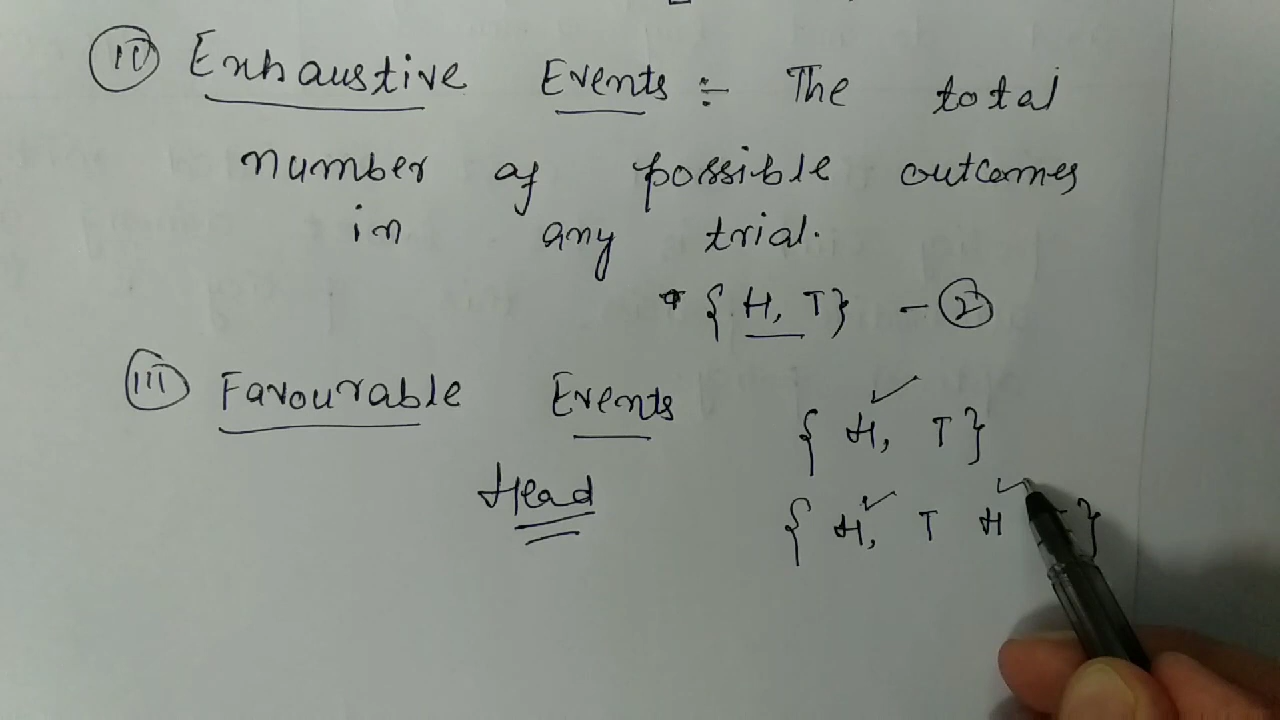 (ii) Exhaustive Events :- The total
number of possible outcomes
in any trial.
{H, T} - (2)
(iii) Favourable Events
{H, T}
Head
{H, T H